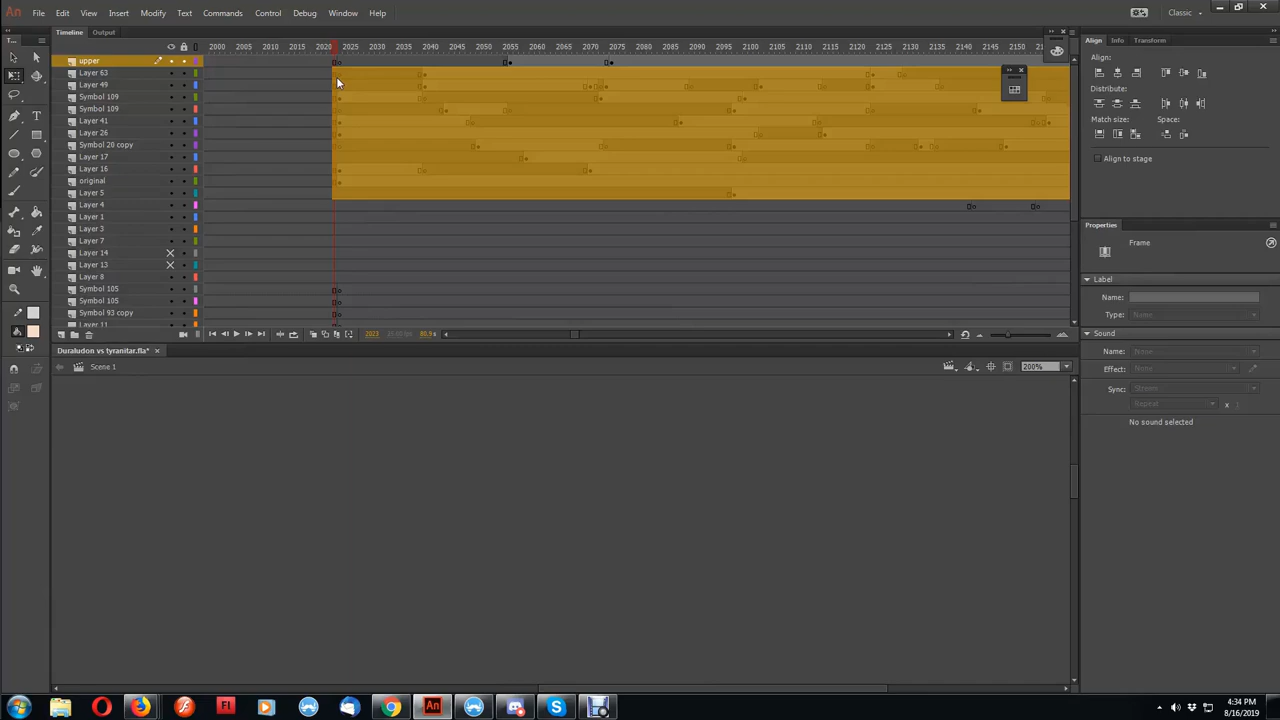 An File Edit View Insert Modify Text Commands Control Debug Window Help Classic
Timeline Output
2000 2005 2010 2015 2020 2025 2030 2035 2040 2045 2050 2055 2060 2065 2070 2075 2080 2085 2090 2095 2100 2105 2110 2115 2120 2125 2130 2135 2140 2145 2150
upper
Layer 63
Layer 49
Symbol 109
Symbol 109
Layer 41
Layer 26
Symbol 20 copy
Layer 17
Layer 16
original
Layer 5
Layer 4
Layer 1
Layer 3
Layer 7
Layer 14
Layer 13
Layer 8
Symbol 105
Symbol 105
Symbol 93 copy
Layer 11
2023
Duraludon vs tyranitar.fla*
Scene 1
200%
Align Info Transform
Align:
Distribute:
Match size: Space:
Align to stage
Properties
Frame
Label
Name:
Type: Name
Sound
Name: None
Effect: None
Sync: Stream
Repeat x
No sound selected
Fl An S
4:34 PM
8/16/2019